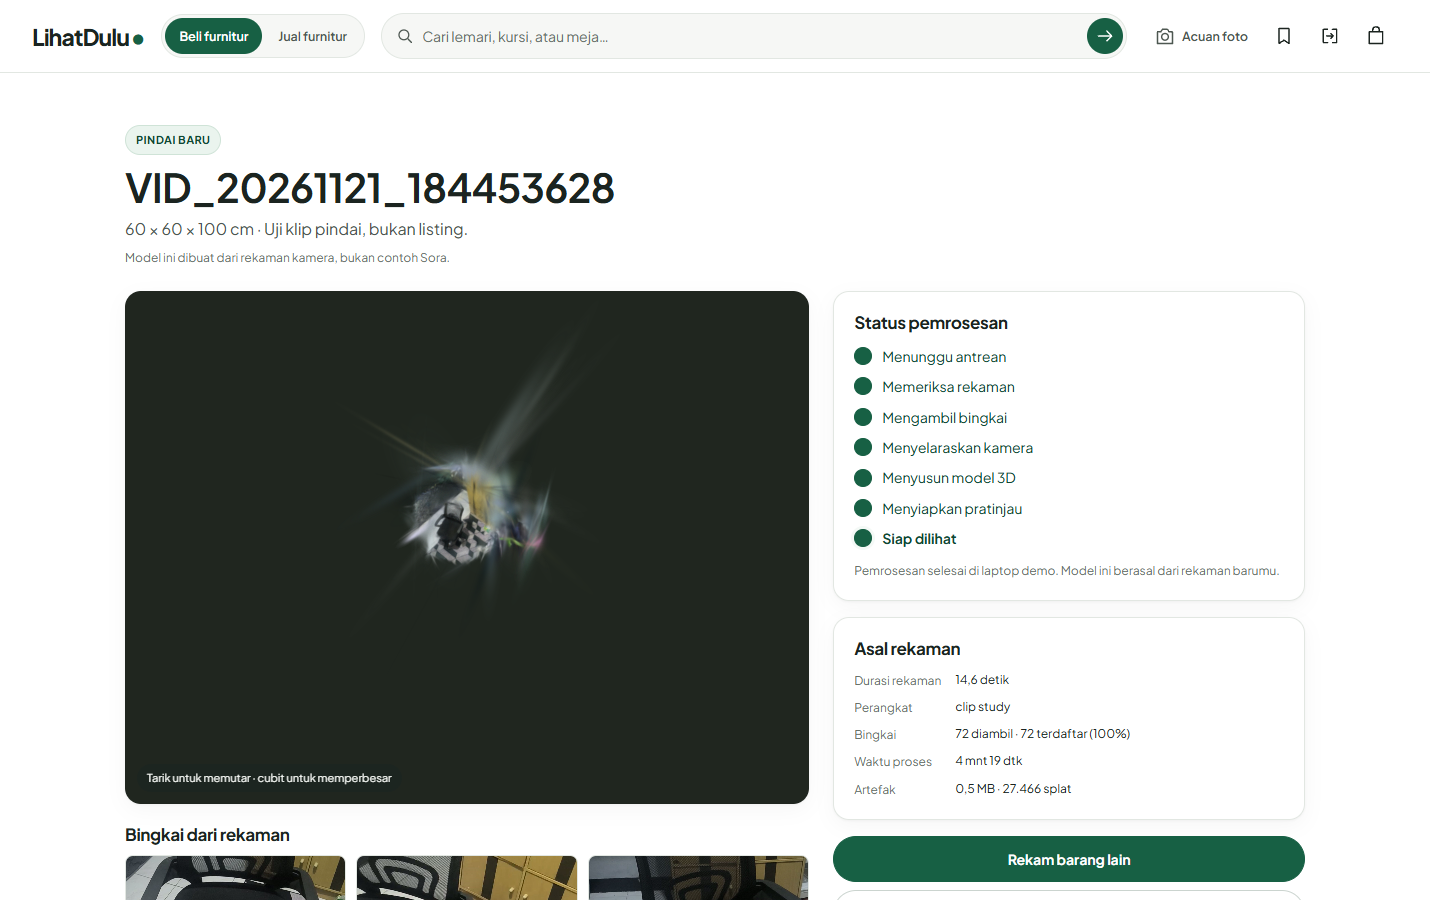 LihatDulu
Beli furnitur
Jual furnitur
Cari lemari, kursi, atau meja...
Acuan foto
PINDAI BARU
VID_20261121_184453628
60 × 60 × 100 cm · Uji klip pindai, bukan listing.
Model ini dibuat dari rekaman kamera, bukan contoh Sora.
Tarik untuk memutar · cubit untuk memperbesar
Bingkai dari rekaman
Status pemrosesan
Menunggu antrean
Memeriksa rekaman
Mengambil bingkai
Menyelaraskan kamera
Menyusun model 3D
Menyiapkan pratinjau
Siap dilihat
Pemrosesan selesai di laptop demo. Model ini berasal dari rekaman barumu.
Asal rekaman
Durasi rekaman 14,6 detik
Perangkat clip study
Bingkai 72 diambil · 72 terdaftar (100%)
Waktu proses 4 mnt 19 dtk
Artefak 0,5 MB · 27.466 splat
Rekam barang lain